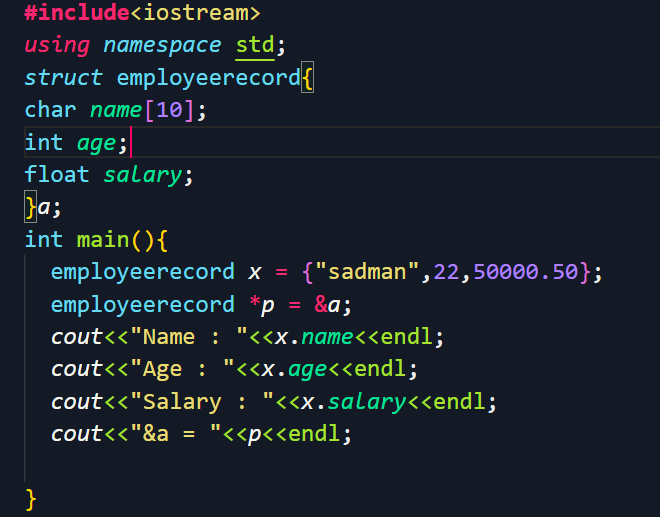 #include<iostream>
using namespace std;
struct employeerecord{
char name[10];
int age;
float salary;
}a;
int main(){
  employeerecord x = {"sadman",22,50000.50};
  employeerecord *p = &a;
  cout<<"Name : "<<x.name<<endl;
  cout<<"Age : "<<x.age<<endl;
  cout<<"Salary : "<<x.salary<<endl;
  cout<<"&a = "<<p<<endl;
}